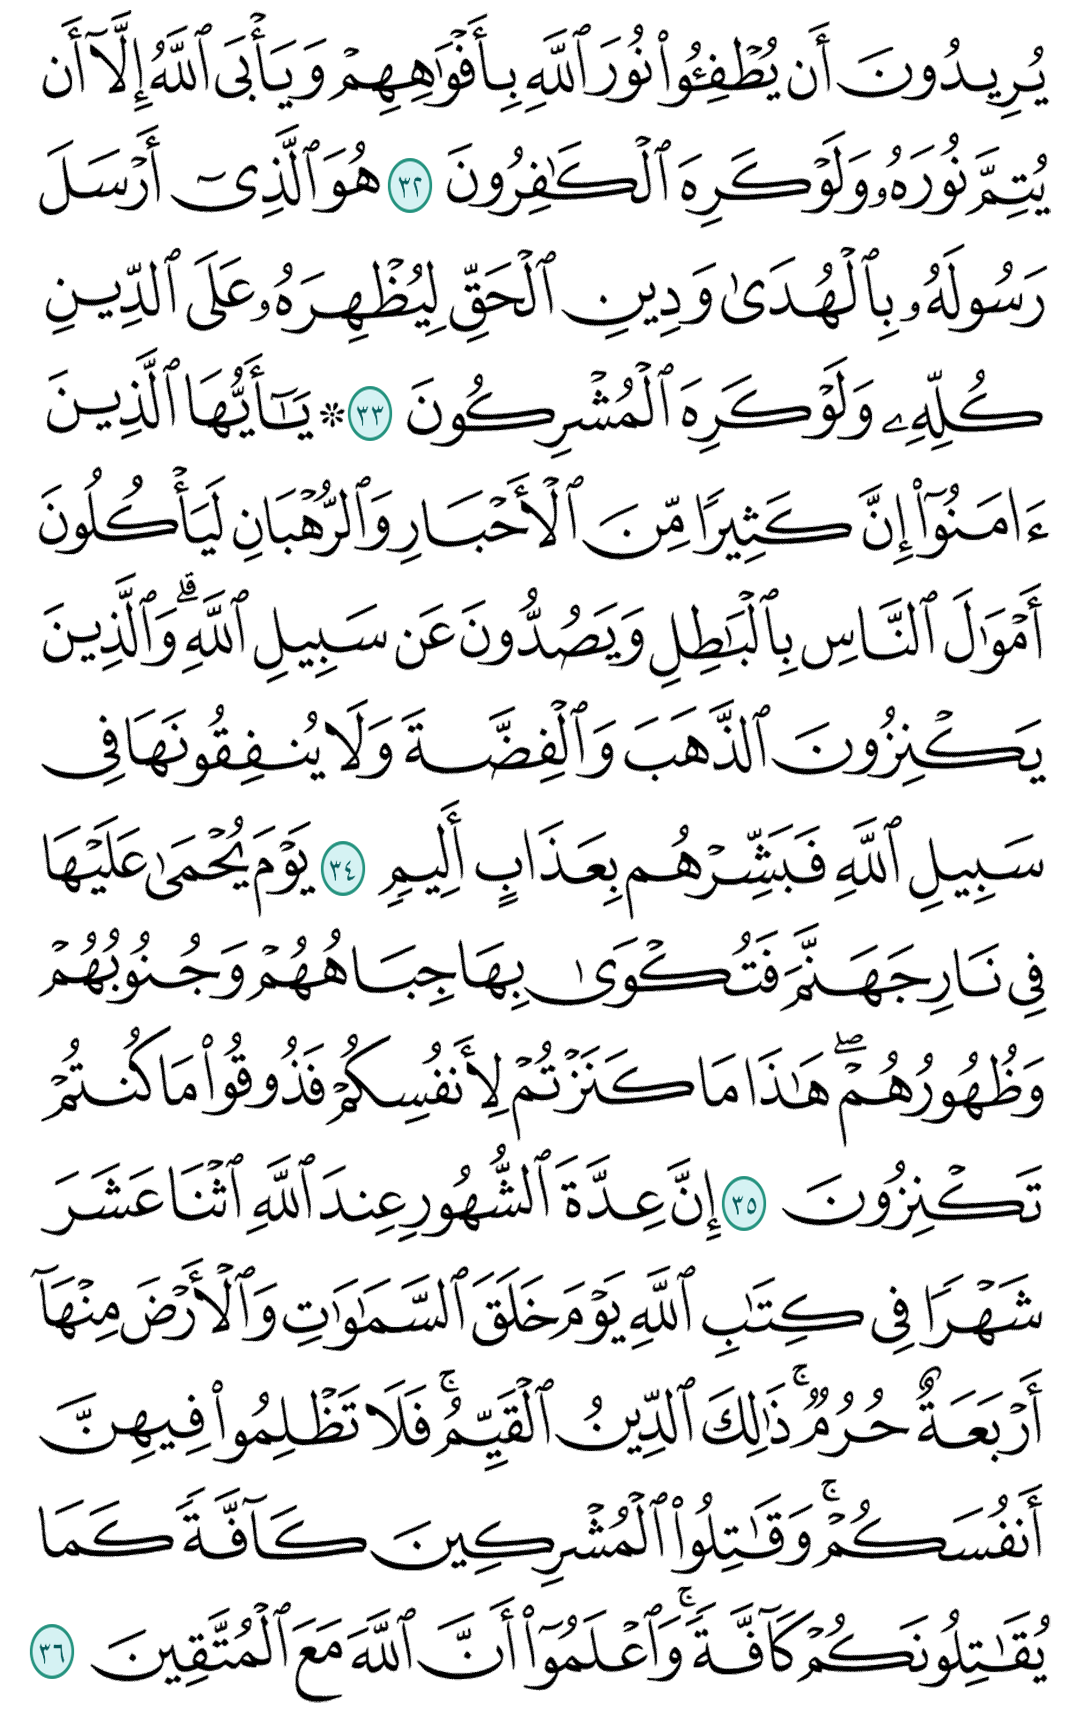 يُرِيدُونَ أَن يُطْفِـُٔوا۟ نُورَ ٱللَّهِ بِأَفْوَٰهِهِمْ وَيَأْبَى ٱللَّهُ إِلَّآ أَن
يُتِمَّ نُورَهُۥ وَلَوْ كَرِهَ ٱلْكَـٰفِرُونَ ٣٢ هُوَ ٱلَّذِىٓ أَرْسَلَ
رَسُولَهُۥ بِٱلْهُدَىٰ وَدِينِ ٱلْحَقِّ لِيُظْهِرَهُۥ عَلَى ٱلدِّينِ
كُلِّهِۦ وَلَوْ كَرِهَ ٱلْمُشْرِكُونَ ٣٣ ۞ يَـٰٓأَيُّهَا ٱلَّذِينَ
ءَامَنُوٓا۟ إِنَّ كَثِيرًا مِّنَ ٱلْأَحْبَارِ وَٱلرُّهْبَانِ لَيَأْكُلُونَ
أَمْوَٰلَ ٱلنَّاسِ بِٱلْبَـٰطِلِ وَيَصُدُّونَ عَن سَبِيلِ ٱللَّهِ ۗ وَٱلَّذِينَ
يَكْنِزُونَ ٱلذَّهَبَ وَٱلْفِضَّةَ وَلَا يُنفِقُونَهَا فِى
سَبِيلِ ٱللَّهِ فَبَشِّرْهُم بِعَذَابٍ أَلِيمٍ ٣٤ يَوْمَ يُحْمَىٰ عَلَيْهَا
فِى نَارِ جَهَنَّمَ فَتُكْوَىٰ بِهَا جِبَاهُهُمْ وَجُنُوبُهُمْ
وَظُهُورُهُمْ ۖ هَـٰذَا مَا كَنَزْتُمْ لِأَنفُسِكُمْ فَذُوقُوا۟ مَا كُنتُمْ
تَكْنِزُونَ ٣٥ إِنَّ عِدَّةَ ٱلشُّهُورِ عِندَ ٱللَّهِ ٱثْنَا عَشَرَ
شَهْرًا فِى كِتَـٰبِ ٱللَّهِ يَوْمَ خَلَقَ ٱلسَّمَـٰوَٰتِ وَٱلْأَرْضَ مِنْهَآ
أَرْبَعَةٌ حُرُمٌ ۚ ذَٰلِكَ ٱلدِّينُ ٱلْقَيِّمُ ۚ فَلَا تَظْلِمُوا۟ فِيهِنَّ
أَنفُسَكُمْ ۚ وَقَـٰتِلُوا۟ ٱلْمُشْرِكِينَ كَآفَّةً كَمَا
يُقَـٰتِلُونَكُمْ كَآفَّةً ۚ وَٱعْلَمُوٓا۟ أَنَّ ٱللَّهَ مَعَ ٱلْمُتَّقِينَ ٣٦